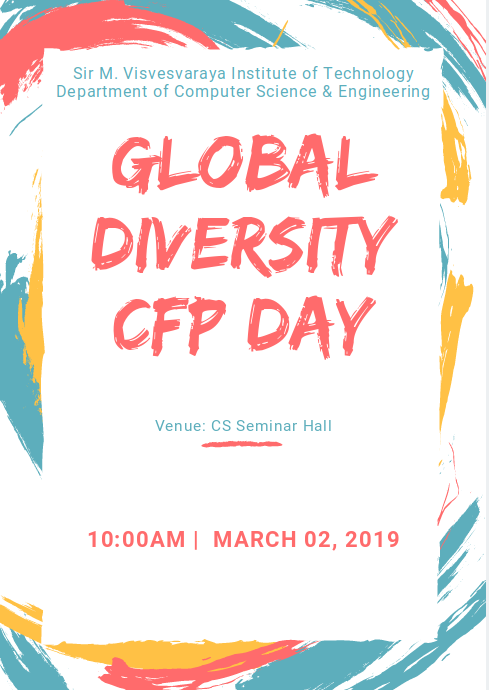 Sir M. Visvesvaraya Institute of Technology
Department of Computer Science & Engineering
GLOBAL
DIVERSITY
CFP DAY
Venue: CS Seminar Hall
10:00AM | MARCH 02, 2019